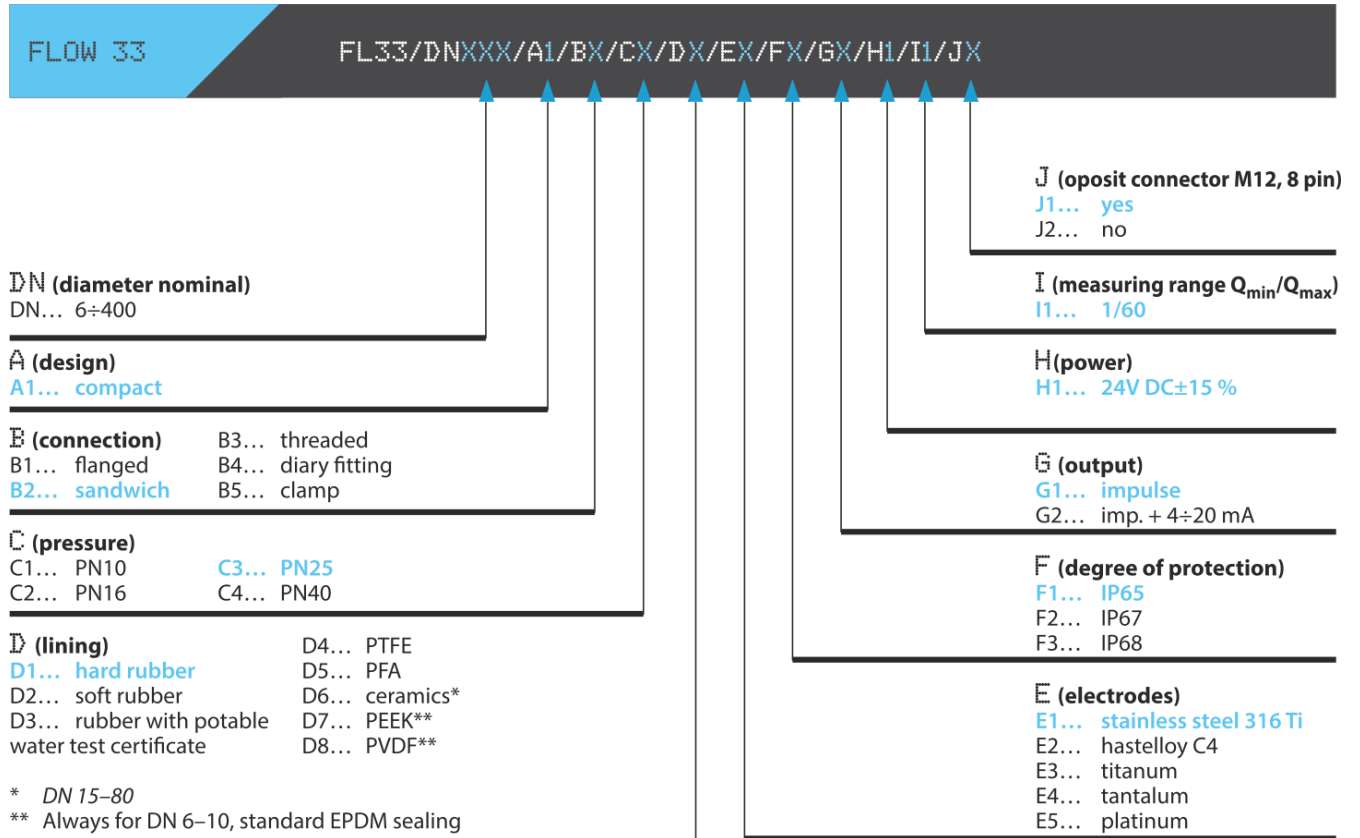 FLOW 33
FL33/DNXXX/A1/BX/CX/DX/EX/FX/GX/H1/I1/JX
DN (diameter nominal)
DN... 6÷400
A (design)
A1... compact
B (connection)
B1... flanged
B2... sandwich
B3... threaded
B4... diary fitting
B5... clamp
C (pressure)
C1... PN10
C2... PN16
C3... PN25
C4... PN40
D (lining)
D1... hard rubber
D2... soft rubber
D3... rubber with potable
water test certificate
D4... PTFE
D5... PFA
D6... ceramics*
D7... PEEK**
D8... PVDF**
* DN 15–80
** Always for DN 6–10, standard EPDM sealing
J (oposit connector M12, 8 pin)
J1... yes
J2... no
I (measuring range Qmin/Qmax)
I1... 1/60
H(power)
H1... 24V DC±15 %
G (output)
G1... impulse
G2... imp. + 4÷20 mA
F (degree of protection)
F1... IP65
F2... IP67
F3... IP68
E (electrodes)
E1... stainless steel 316 Ti
E2... hastelloy C4
E3... titanum
E4... tantalum
E5... platinum